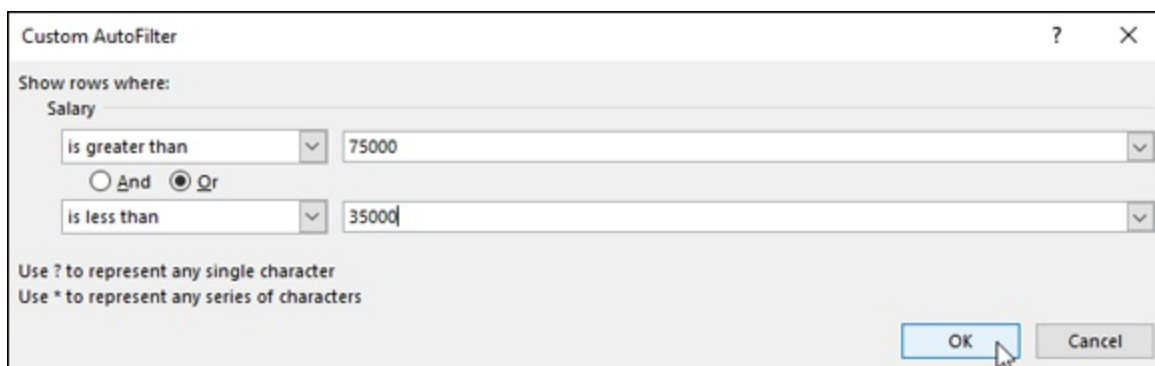 Custom AutoFilter ?
Show rows where:
Salary
is greater than 75000
And Or
is less than 35000
Use ? to represent any single character
Use * to represent any series of characters
OK Cancel